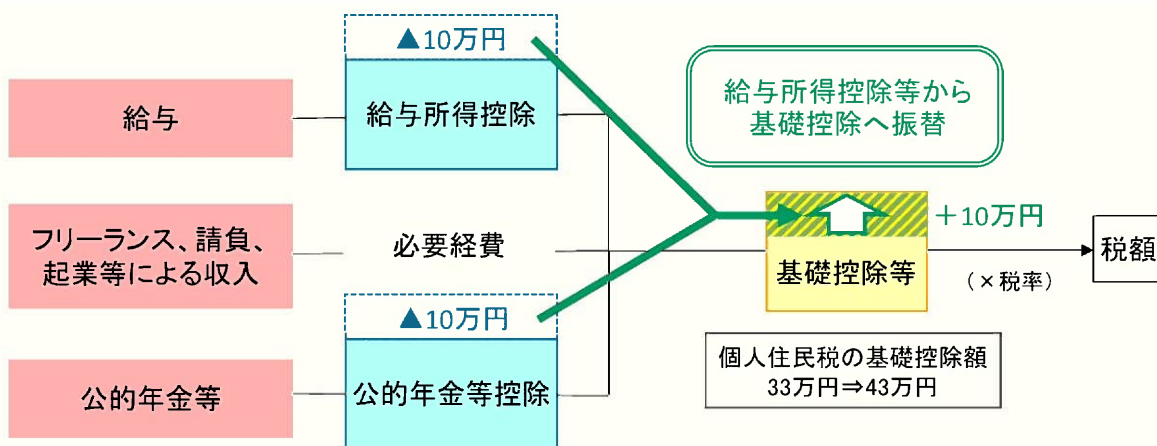 ▲10万円
給与
給与所得控除
給与所得控除等から
基礎控除へ振替
フリーランス、請負、
起業等による収入
必要経費
＋10万円
基礎控除等
（×税率）
税額
▲10万円
公的年金等
公的年金等控除
個人住民税の基礎控除額
33万円⇒43万円